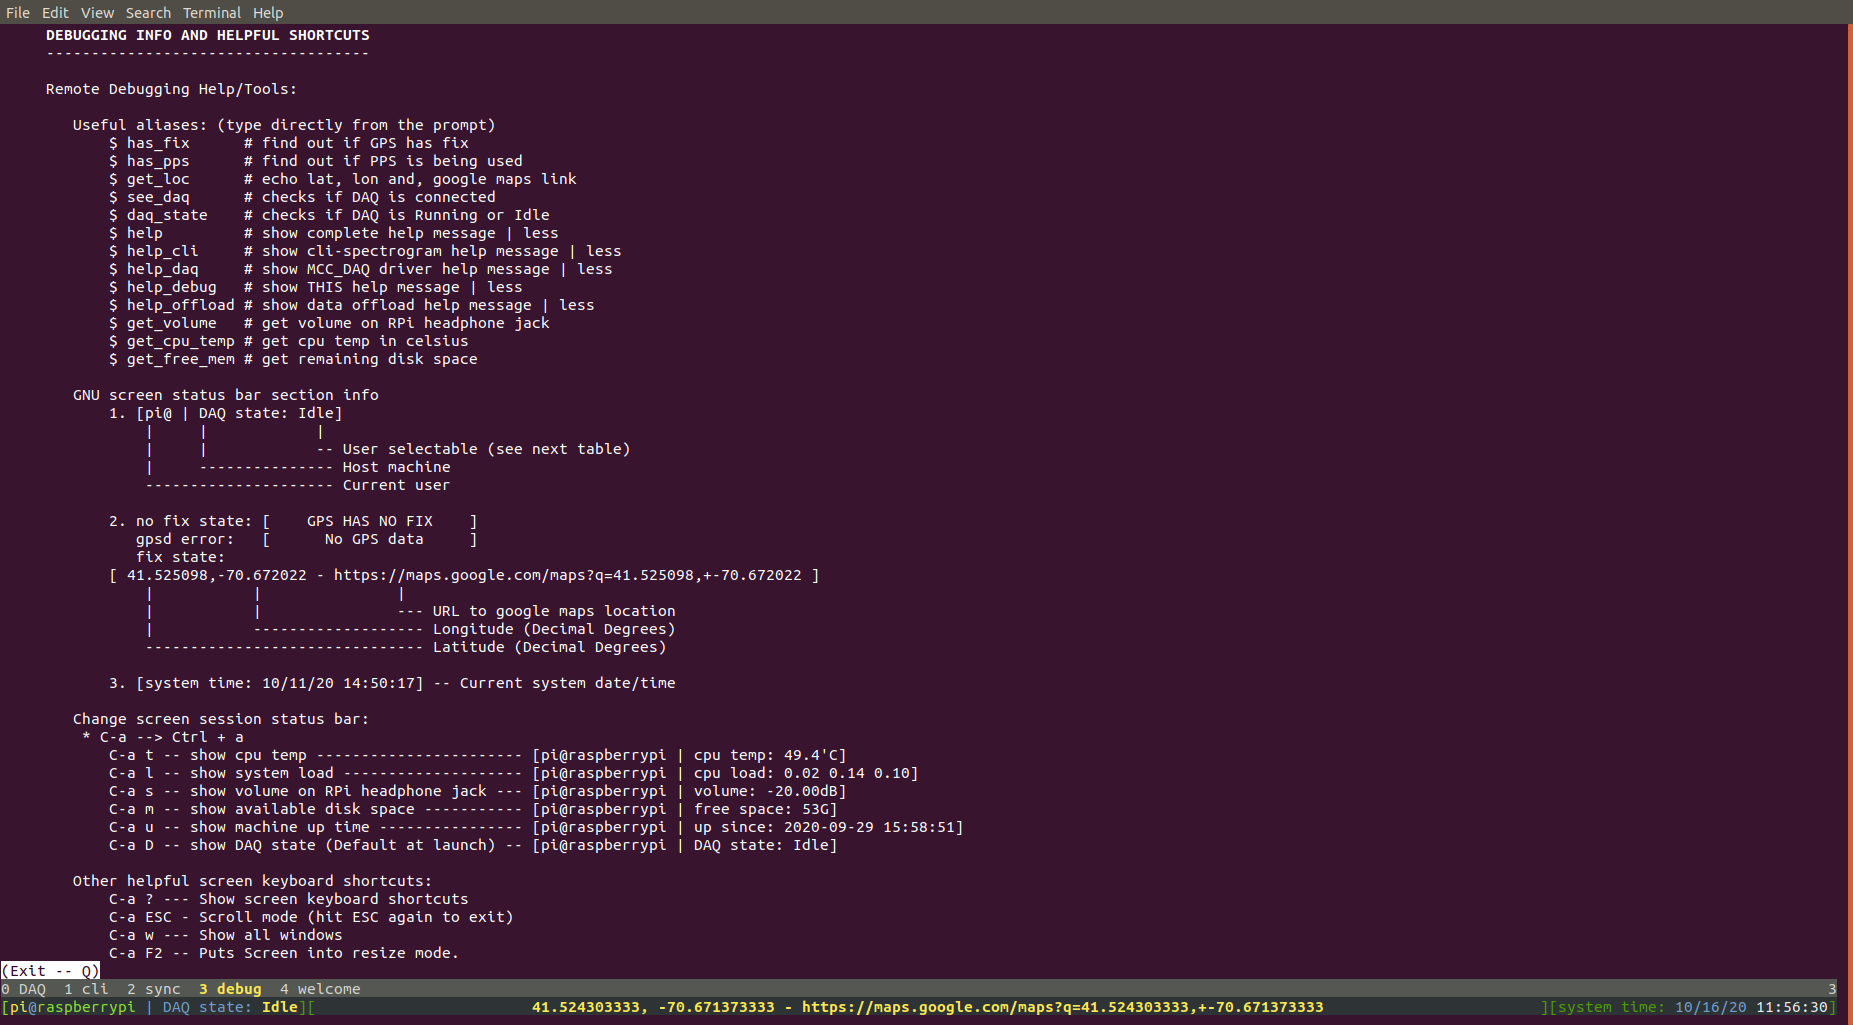 File Edit View Search Terminal Help
DEBUGGING INFO AND HELPFUL SHORTCUTS
------------------------------------
Remote Debugging Help/Tools:
Useful aliases: (type directly from the prompt)
$ has_fix      # find out if GPS has fix
$ has_pps      # find out if PPS is being used
$ get_loc      # echo lat, lon and, google maps link
$ see_daq      # checks if DAQ is connected
$ daq_state    # checks if DAQ is Running or Idle
$ help         # show complete help message | less
$ help_cli     # show cli-spectrogram help message | less
$ help_daq     # show MCC_DAQ driver help message | less
$ help_debug   # show THIS help message | less
$ help_offload # show data offload help message | less
$ get_volume   # get volume on RPi headphone jack
$ get_cpu_temp # get cpu temp in celsius
$ get_free_mem # get remaining disk space
GNU screen status bar section info
1. [pi@ | DAQ state: Idle]
|     |            |
|     |            -- User selectable (see next table)
|     --------------- Host machine
--------------------- Current user
2. no fix state: [    GPS HAS NO FIX    ]
gpsd error:   [      No GPS data     ]
fix state:
[ 41.525098,-70.672022 - https://maps.google.com/maps?q=41.525098,+-70.672022 ]
|           |               |
|           |               --- URL to google maps location
|           ------------------- Longitude (Decimal Degrees)
------------------------------- Latitude (Decimal Degrees)
3. [system time: 10/11/20 14:50:17] -- Current system date/time
Change screen session status bar:
* C-a --> Ctrl + a
C-a t -- show cpu temp ----------------------- [pi@raspberrypi | cpu temp: 49.4'C]
C-a l -- show system load -------------------- [pi@raspberrypi | cpu load: 0.02 0.14 0.10]
C-a s -- show volume on RPi headphone jack --- [pi@raspberrypi | volume: -20.00dB]
C-a m -- show available disk space ----------- [pi@raspberrypi | free space: 53G]
C-a u -- show machine up time ---------------- [pi@raspberrypi | up since: 2020-09-29 15:58:51]
C-a D -- show DAQ state (Default at launch) -- [pi@raspberrypi | DAQ state: Idle]
Other helpful screen keyboard shortcuts:
C-a ? --- Show screen keyboard shortcuts
C-a ESC - Scroll mode (hit ESC again to exit)
C-a w --- Show all windows
C-a F2 -- Puts Screen into resize mode.
(Exit -- Q)
0 DAQ  1 cli  2 sync  3 debug  4 welcome 3
[pi@raspberrypi | DAQ state: Idle][ 41.524303333, -70.671373333 - https://maps.google.com/maps?q=41.524303333,+-70.671373333 ][system time: 10/16/20 11:56:30]